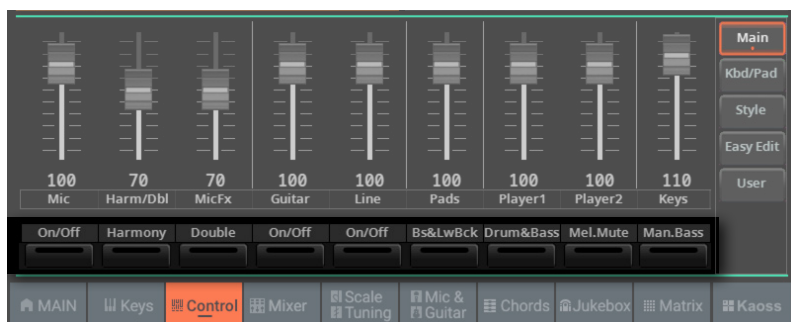 Main
Kbd/Pad
Style
Easy Edit
User
100 70 70 100 100 100 100 100 110
Mic Harm/Dbl MicFx Guitar Line Pads Player1 Player2 Keys
On/Off Harmony Double On/Off On/Off Bs&LwBck Drum&Bass Mel.Mute Man.Bass
MAIN Keys Control Mixer Scale Tuning Mic & Guitar Chords Jukebox Matrix Kaoss